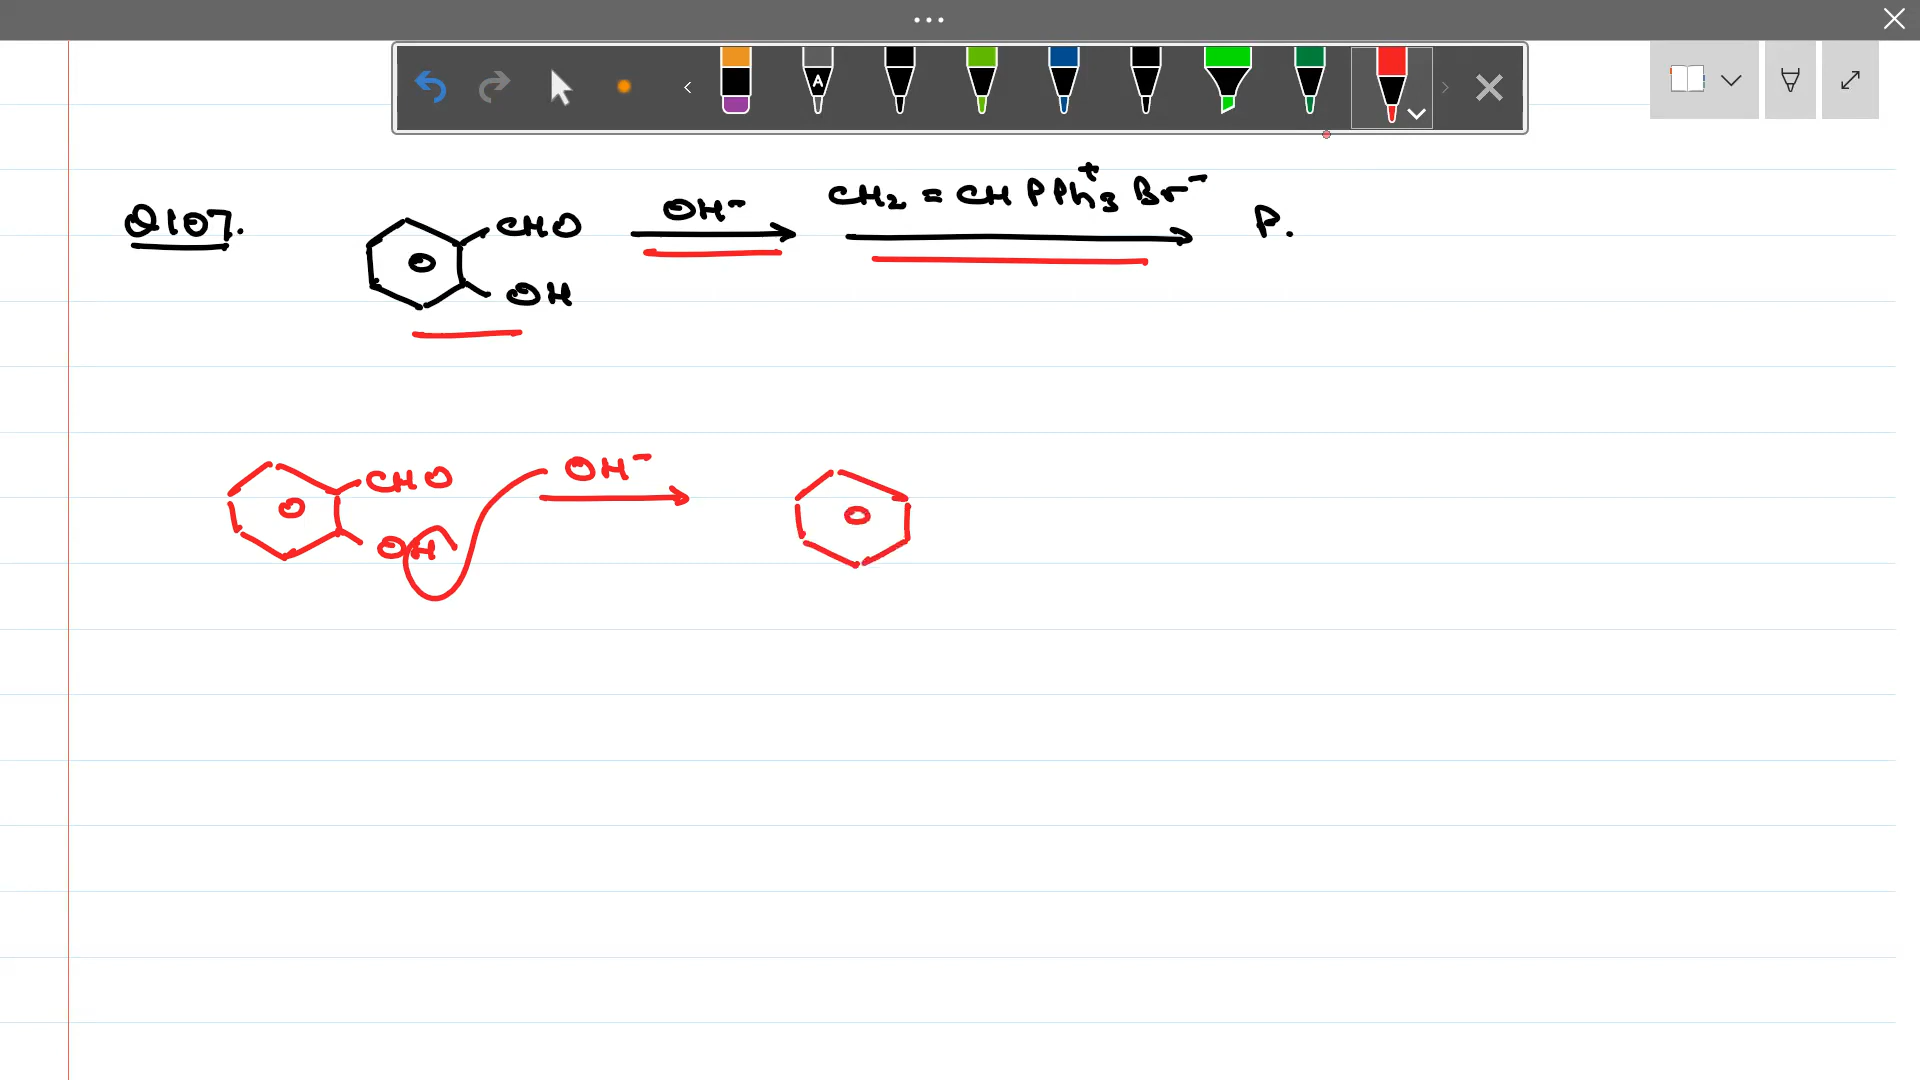 Q107. CHO OH OH⁻ CH₂ = CH PPh₃⁺ Br⁻ P.
CHO OH OH⁻